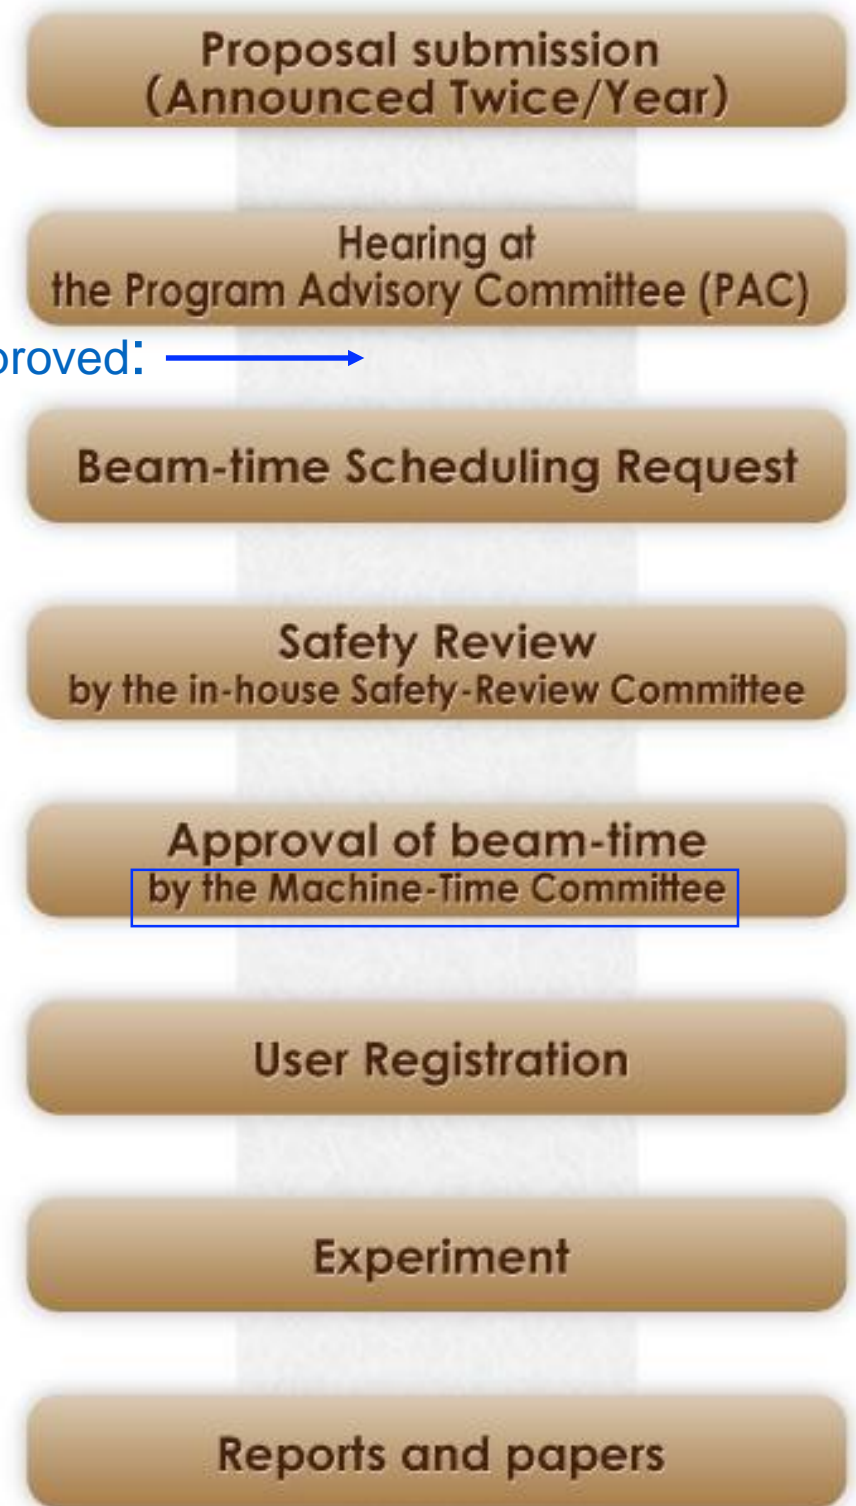 Proposal submission
(Announced Twice/Year)
Hearing at
the Program Advisory Committee (PAC)
proved:
Beam-time Scheduling Request
Safety Review
by the in-house Safety-Review Committee
Approval of beam-time
by the Machine-Time Committee
User Registration
Experiment
Reports and papers